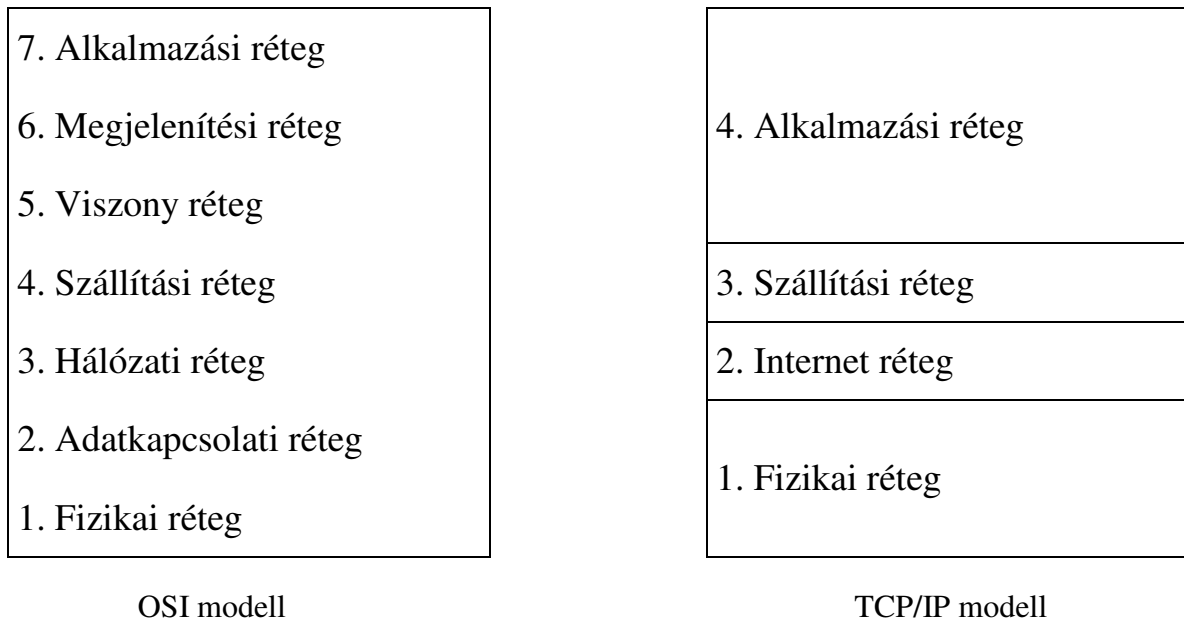 7. Alkalmazási réteg
6. Megjelenítési réteg
5. Viszony réteg
4. Szállítási réteg
3. Hálózati réteg
2. Adatkapcsolati réteg
1. Fizikai réteg
OSI modell
4. Alkalmazási réteg
3. Szállítási réteg
2. Internet réteg
1. Fizikai réteg
TCP/IP modell